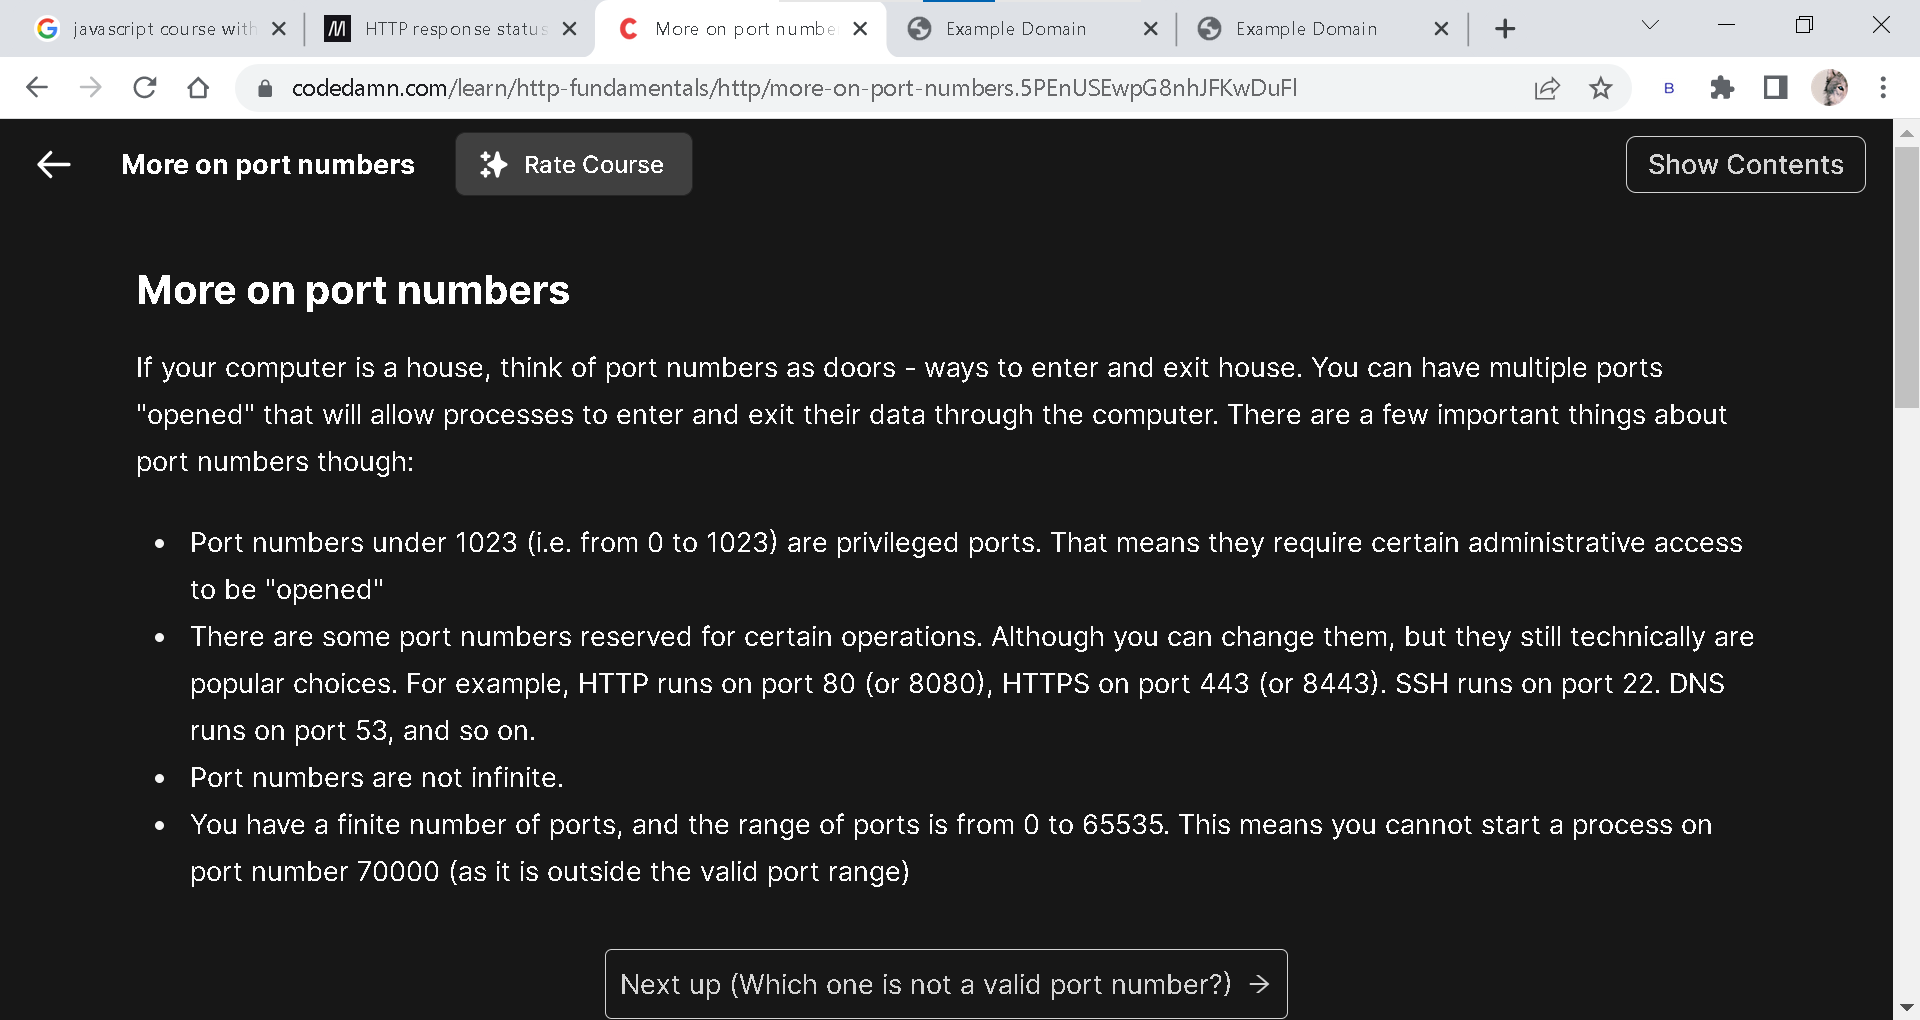 javascript course with
HTTP response status
More on port numbe
Example Domain
Example Domain
codedamn.com/learn/http-fundamentals/http/more-on-port-numbers.5PEnUSEwpG8nhJFKwDuFl
B
More on port numbers
Rate Course
Show Contents
More on port numbers
If your computer is a house, think of port numbers as doors - ways to enter and exit house. You can have multiple ports
"opened" that will allow processes to enter and exit their data through the computer. There are a few important things about
port numbers though:
• Port numbers under 1023 (i.e. from 0 to 1023) are privileged ports. That means they require certain administrative access
to be "opened"
• There are some port numbers reserved for certain operations. Although you can change them, but they still technically are
popular choices. For example, HTTP runs on port 80 (or 8080), HTTPS on port 443 (or 8443). SSH runs on port 22. DNS
runs on port 53, and so on.
• Port numbers are not infinite.
• You have a finite number of ports, and the range of ports is from 0 to 65535. This means you cannot start a process on
port number 70000 (as it is outside the valid port range)
Next up (Which one is not a valid port number?) →